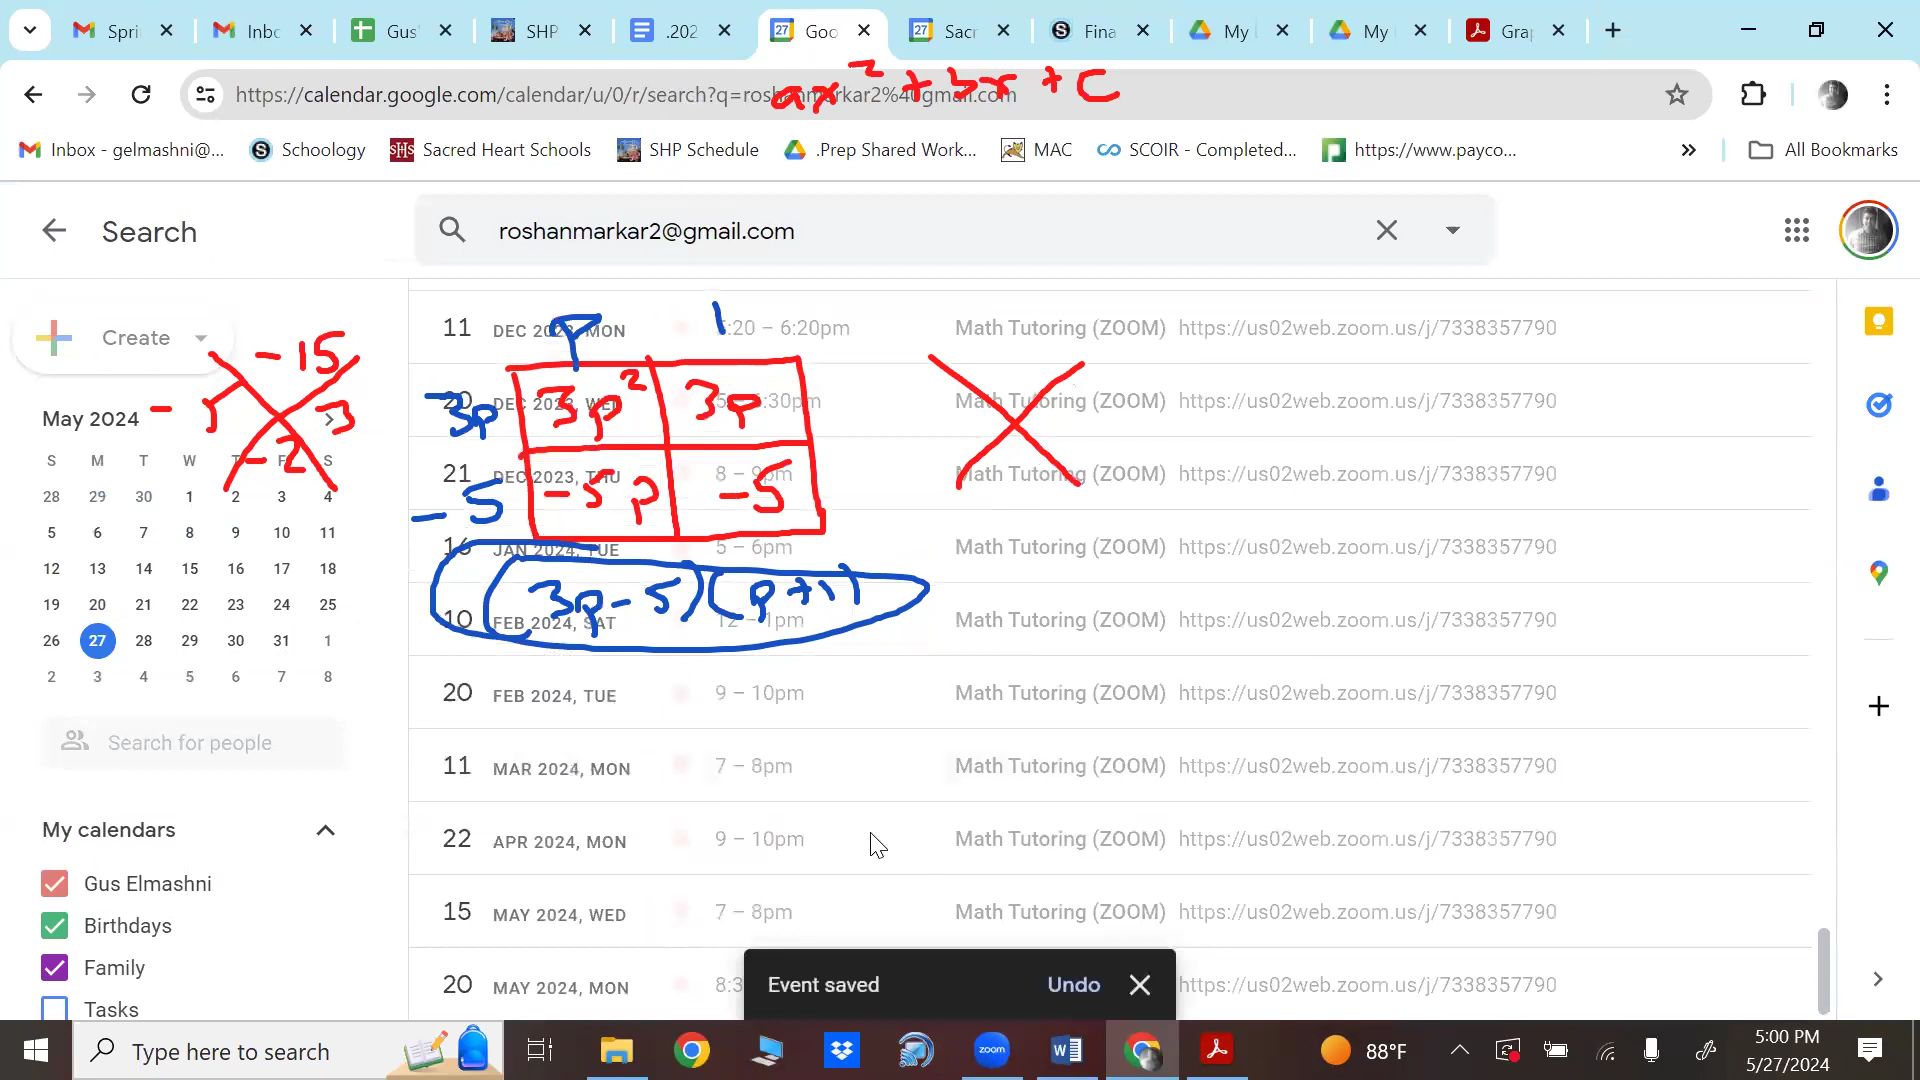 Spri
Inbo
Gus'
SHP
.202
Goo
Sacr
Fina
My l
My l
Gra
https://calendar.google.com/calendar/u/0/r/search?q=roshanmarkar2%40gmail.com
ax² + bx + c
Inbox - gelmashni@...
Schoology
SHS
Sacred Heart Schools
SHP Schedule
.Prep Shared Work...
MAC
SCOIR - Completed...
https://www.payco...
All Bookmarks
Search
roshanmarkar2@gmail.com
Create
May 2024
S M T W T F S
28 29 30 1 2 3 4
5 6 7 8 9 10 11
12 13 14 15 16 17 18
19 20 21 22 23 24 25
26 27 28 29 30 31 1
2 3 4 5 6 7 8
Search for people
My calendars
Gus Elmashni
Birthdays
Family
Tasks
-15
-5 3
-2
p 1
3p 3p² 3p
-5 -5p -5
(3p-5)(p+1)
11 DEC 2023, MON 5:20 – 6:20pm Math Tutoring (ZOOM) https://us02web.zoom.us/j/7338357790
20 DEC 2023, WED 5 – 6:30pm Math Tutoring (ZOOM) https://us02web.zoom.us/j/7338357790
21 DEC 2023, THU 8 – 9pm Math Tutoring (ZOOM) https://us02web.zoom.us/j/7338357790
16 JAN 2024, TUE 5 – 6pm Math Tutoring (ZOOM) https://us02web.zoom.us/j/7338357790
10 FEB 2024, SAT 12 – 1pm Math Tutoring (ZOOM) https://us02web.zoom.us/j/7338357790
20 FEB 2024, TUE 9 – 10pm Math Tutoring (ZOOM) https://us02web.zoom.us/j/7338357790
11 MAR 2024, MON 7 – 8pm Math Tutoring (ZOOM) https://us02web.zoom.us/j/7338357790
22 APR 2024, MON 9 – 10pm Math Tutoring (ZOOM) https://us02web.zoom.us/j/7338357790
15 MAY 2024, WED 7 – 8pm Math Tutoring (ZOOM) https://us02web.zoom.us/j/7338357790
20 MAY 2024, MON 8:3 https://us02web.zoom.us/j/7338357790
Event saved Undo
Type here to search
zoom
88°F
5:00 PM
5/27/2024